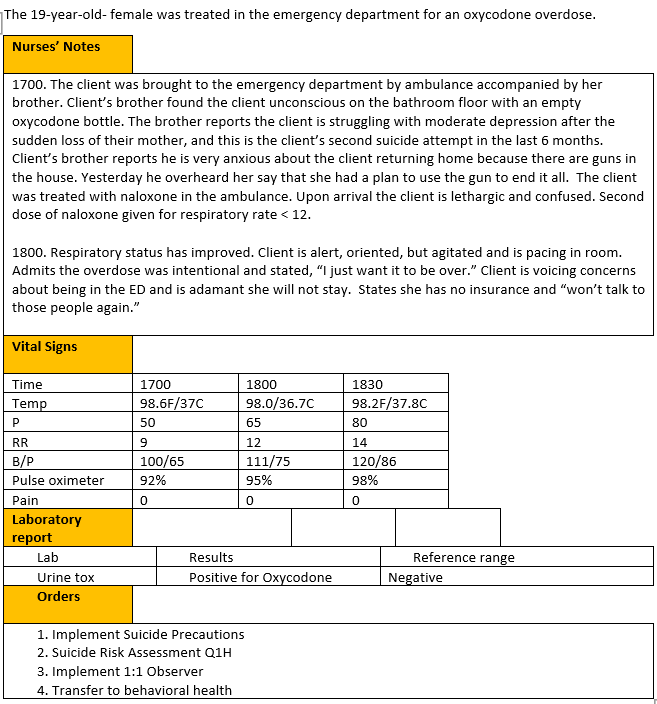 The 19-year-old- female was treated in the emergency department for an oxycodone overdose.
Nurses’ Notes
1700. The client was brought to the emergency department by ambulance accompanied by her
brother. Client’s brother found the client unconscious on the bathroom floor with an empty
oxycodone bottle. The brother reports the client is struggling with moderate depression after the
sudden loss of their mother, and this is the client’s second suicide attempt in the last 6 months.
Client’s brother reports he is very anxious about the client returning home because there are guns in
the house. Yesterday he overheard her say that she had a plan to use the gun to end it all.  The client
was treated with naloxone in the ambulance. Upon arrival the client is lethargic and confused. Second
dose of naloxone given for respiratory rate < 12.
1800. Respiratory status has improved. Client is alert, oriented, but agitated and is pacing in room.
Admits the overdose was intentional and stated, “I just want it to be over.” Client is voicing concerns
about being in the ED and is adamant she will not stay.  States she has no insurance and “won’t talk to
those people again.”
Vital Signs
Time 1700 1800 1830
Temp 98.6F/37C 98.0/36.7C 98.2F/37.8C
P 50 65 80
RR 9 12 14
B/P 100/65 111/75 120/86
Pulse oximeter 92% 95% 98%
Pain 0 0 0
Laboratory
report
Lab Results Reference range
Urine tox Positive for Oxycodone Negative
Orders
1. Implement Suicide Precautions
2. Suicide Risk Assessment Q1H
3. Implement 1:1 Observer
4. Transfer to behavioral health